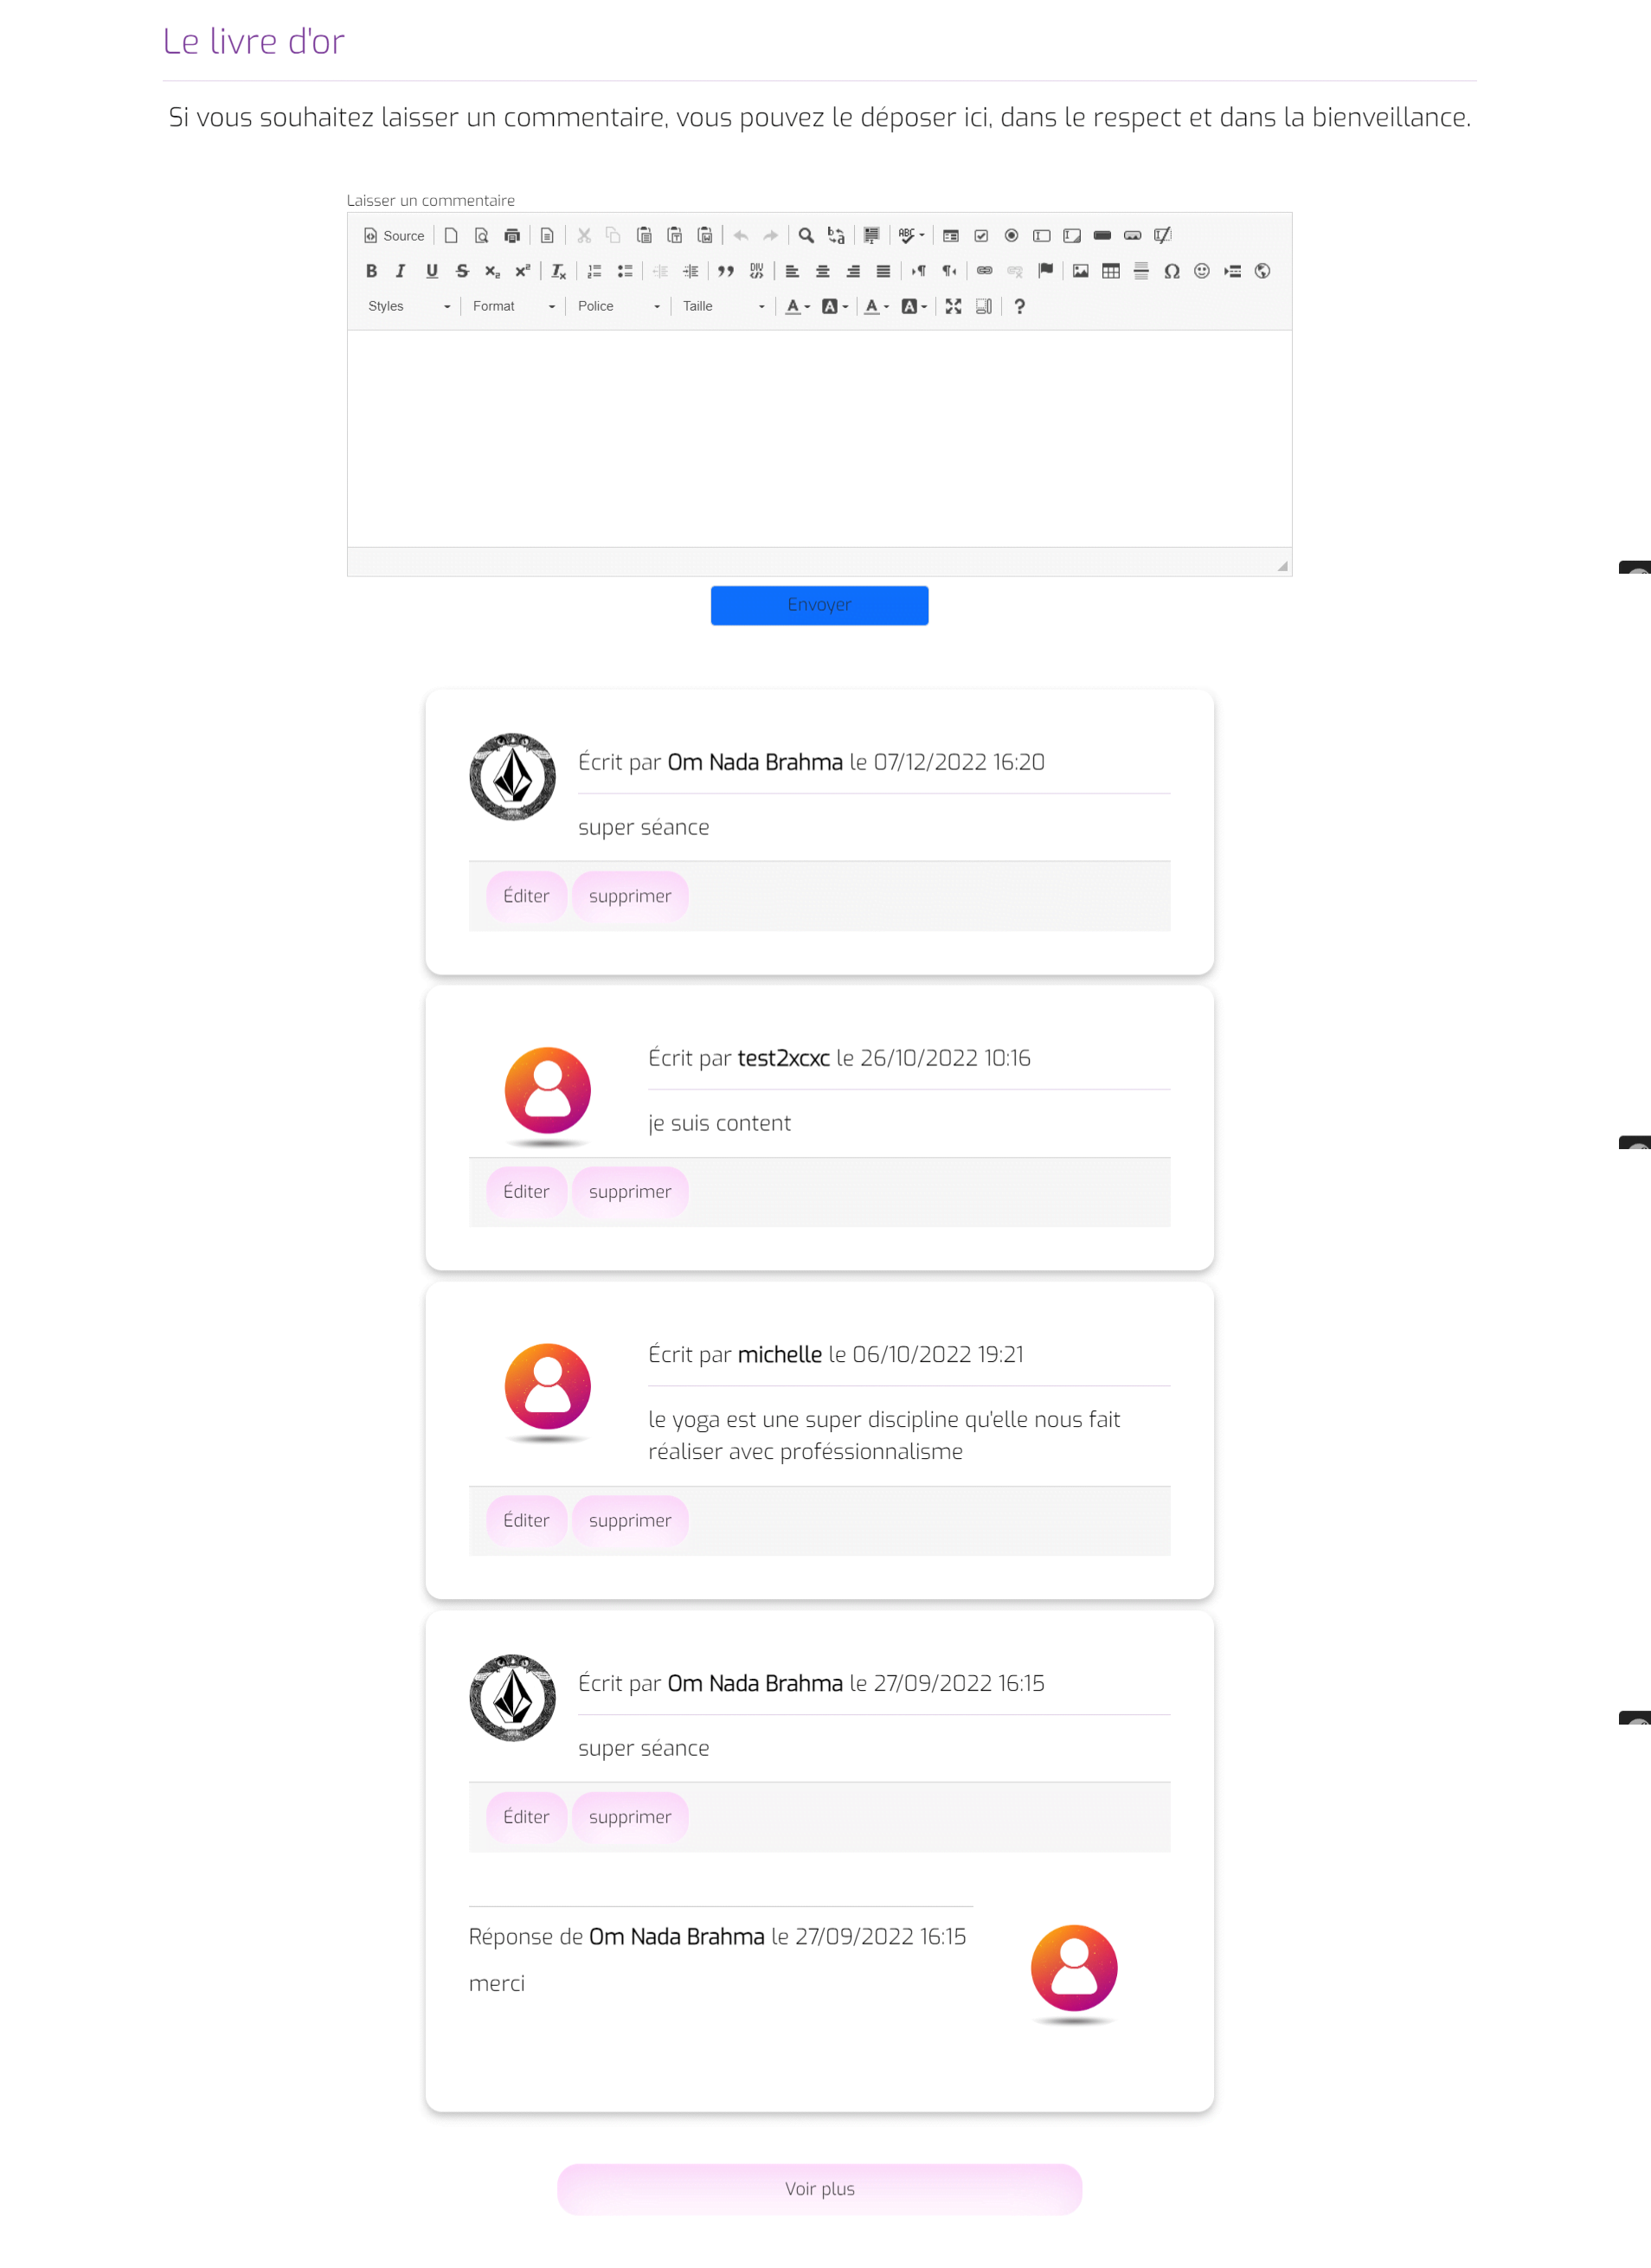 Le livre d'or
Si vous souhaitez laisser un commentaire, vous pouvez le déposer ici, dans le respect et dans la bienveillance.
Laisser un commentaire
Source
Styles Format Police Taille
Envoyer
Écrit par Om Nada Brahma le 07/12/2022 16:20
super séance
Éditer supprimer
Écrit par test2xcxc le 26/10/2022 10:16
je suis content
Éditer supprimer
Écrit par michelle le 06/10/2022 19:21
le yoga est une super discipline qu'elle nous fait
réaliser avec proféssionnalisme
Éditer supprimer
Écrit par Om Nada Brahma le 27/09/2022 16:15
super séance
Éditer supprimer
Réponse de Om Nada Brahma le 27/09/2022 16:15
merci
Voir plus